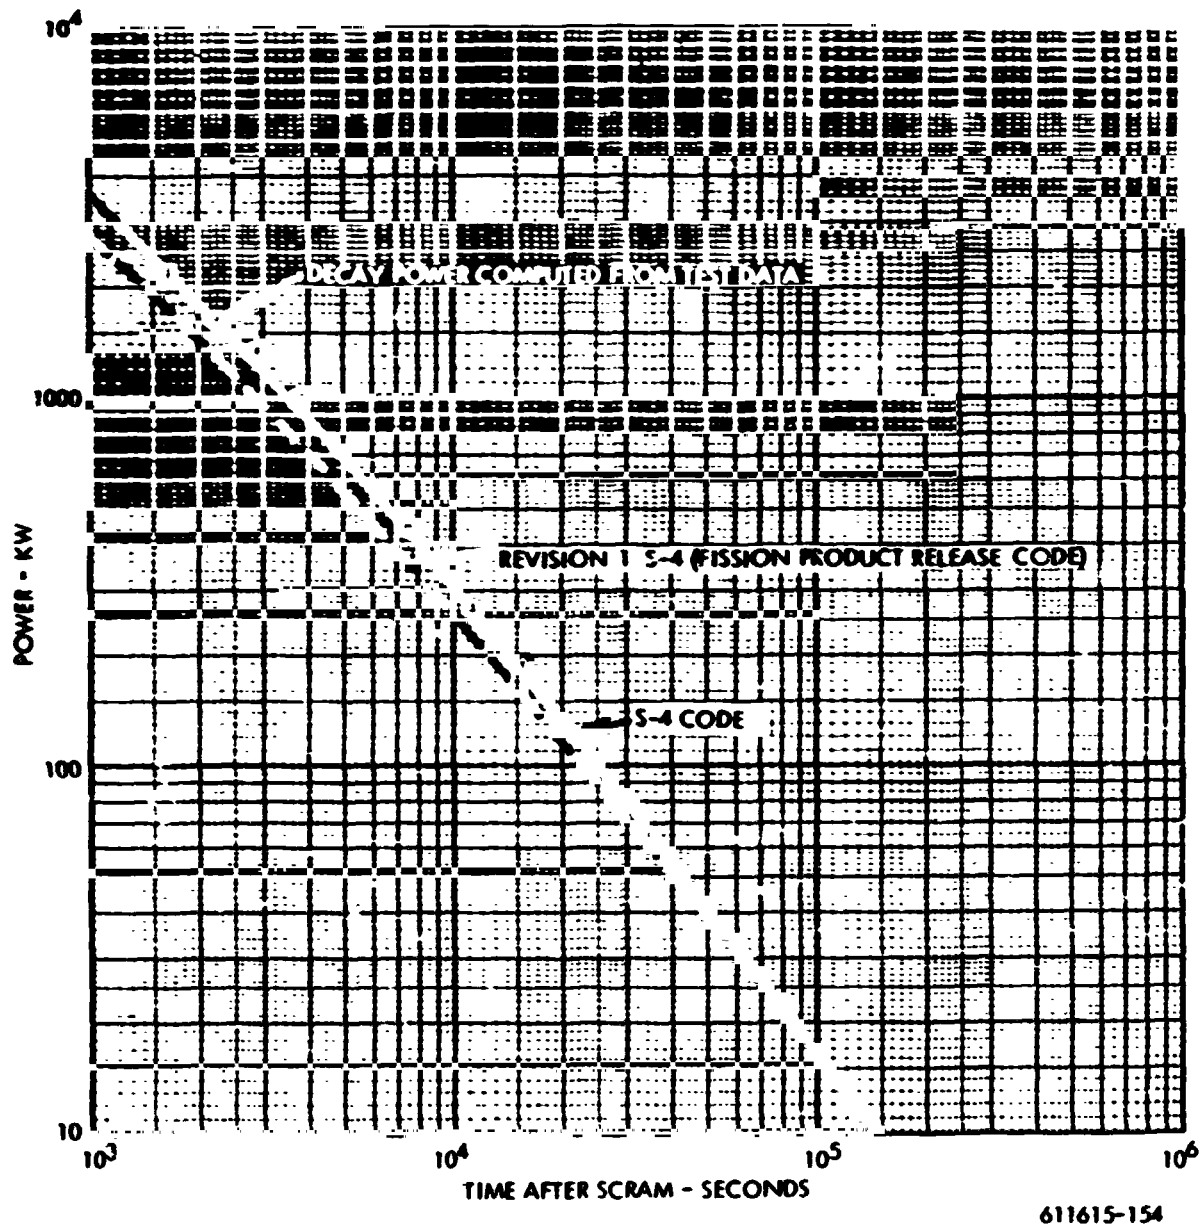 10⁴
DECAY POWER COMPUTED FROM TEST DATA
1000
REVISION 1 S-4 (FISSION PRODUCT RELEASE CODE)
POWER - KW
S-4 CODE
100
10
10³ 10⁴ 10⁵ 10⁶
TIME AFTER SCRAM - SECONDS
611615-154